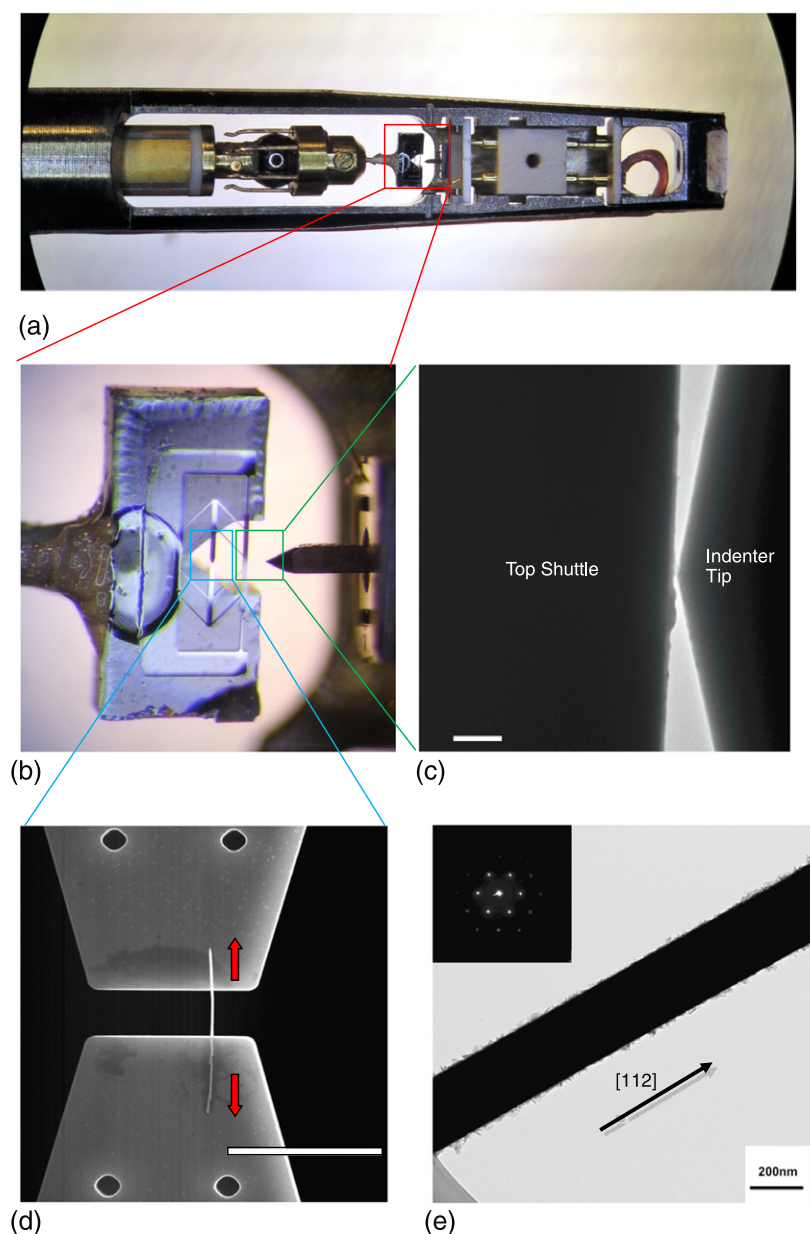 (a)
Top Shuttle
Indenter
Tip
(b)
(c)
[112]
200nm
(d)
(e)